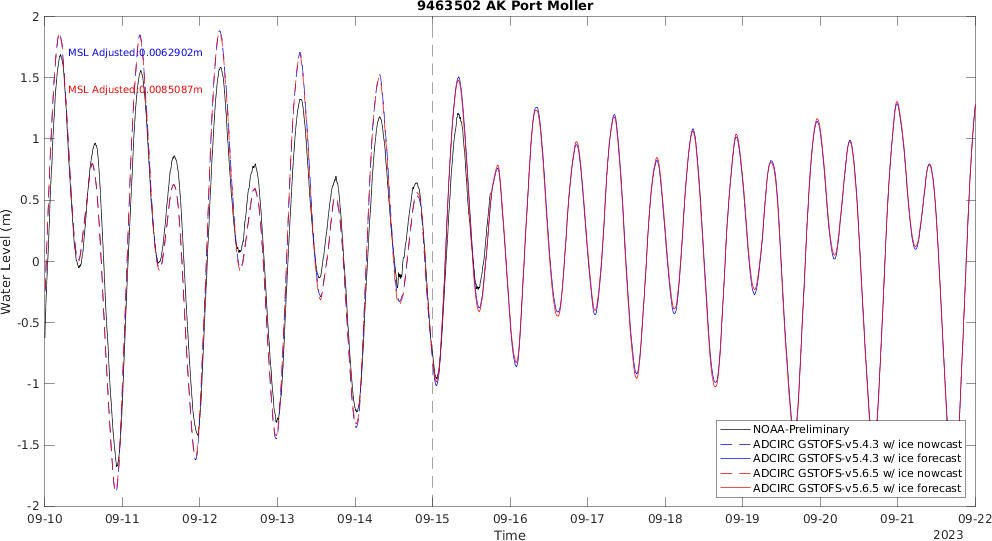 9463502 AK Port Moller
MSL Adjusted:0.0062902m
MSL Adjusted:0.0085087m
Water Level (m)
2
1.5
1
0.5
0
-0.5
-1
-1.5
-2
NOAA-Preliminary
ADCIRC GSTOFS-v5.4.3 w/ ice nowcast
ADCIRC GSTOFS-v5.4.3 w/ ice forecast
ADCIRC GSTOFS-v5.6.5 w/ ice nowcast
ADCIRC GSTOFS-v5.6.5 w/ ice forecast
09-10 09-11 09-12 09-13 09-14 09-15 09-16 09-17 09-18 09-19 09-20 09-21 09-22
Time
2023